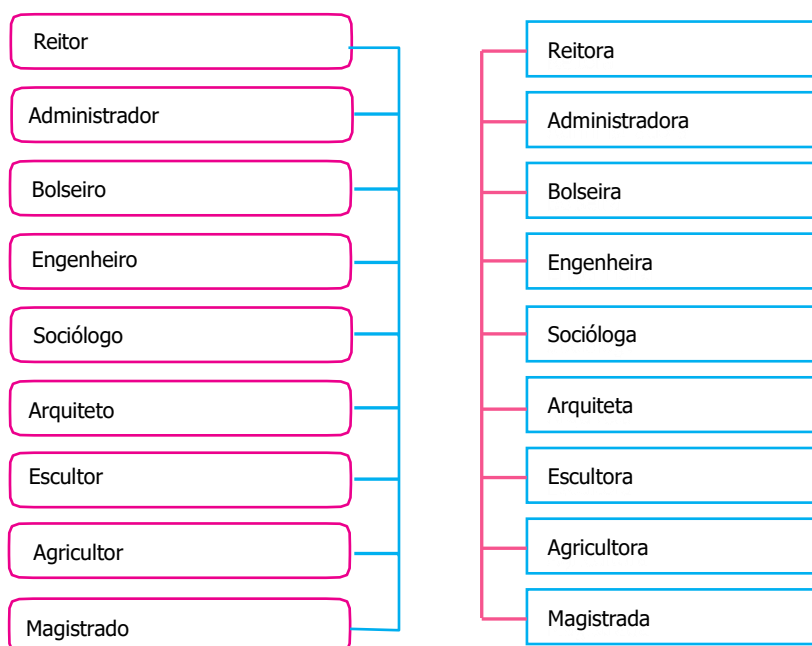 Reitor
Administrador
Bolseiro
Engenheiro
Sociólogo
Arquiteto
Escultor
Agricultor
Magistrado
Reitora
Administradora
Bolseira
Engenheira
Socióloga
Arquiteta
Escultora
Agricultora
Magistrada